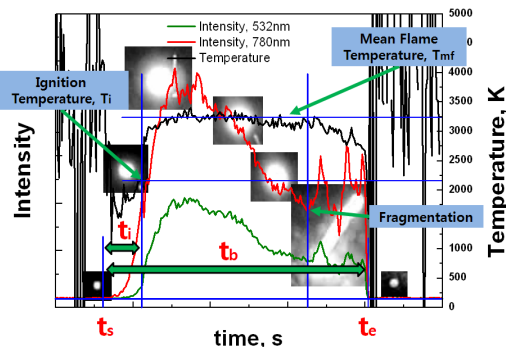 Intensity, 532nm
Intensity, 780nm
Temperature
Mean Flame
Temperature, Tmf
Ignition
Temperature, Ti
Fragmentation
ti
tb
ts
te
time, s
Intensity
Temperature, K
5000
4500
4000
3500
3000
2500
2000
1500
1000
500
0